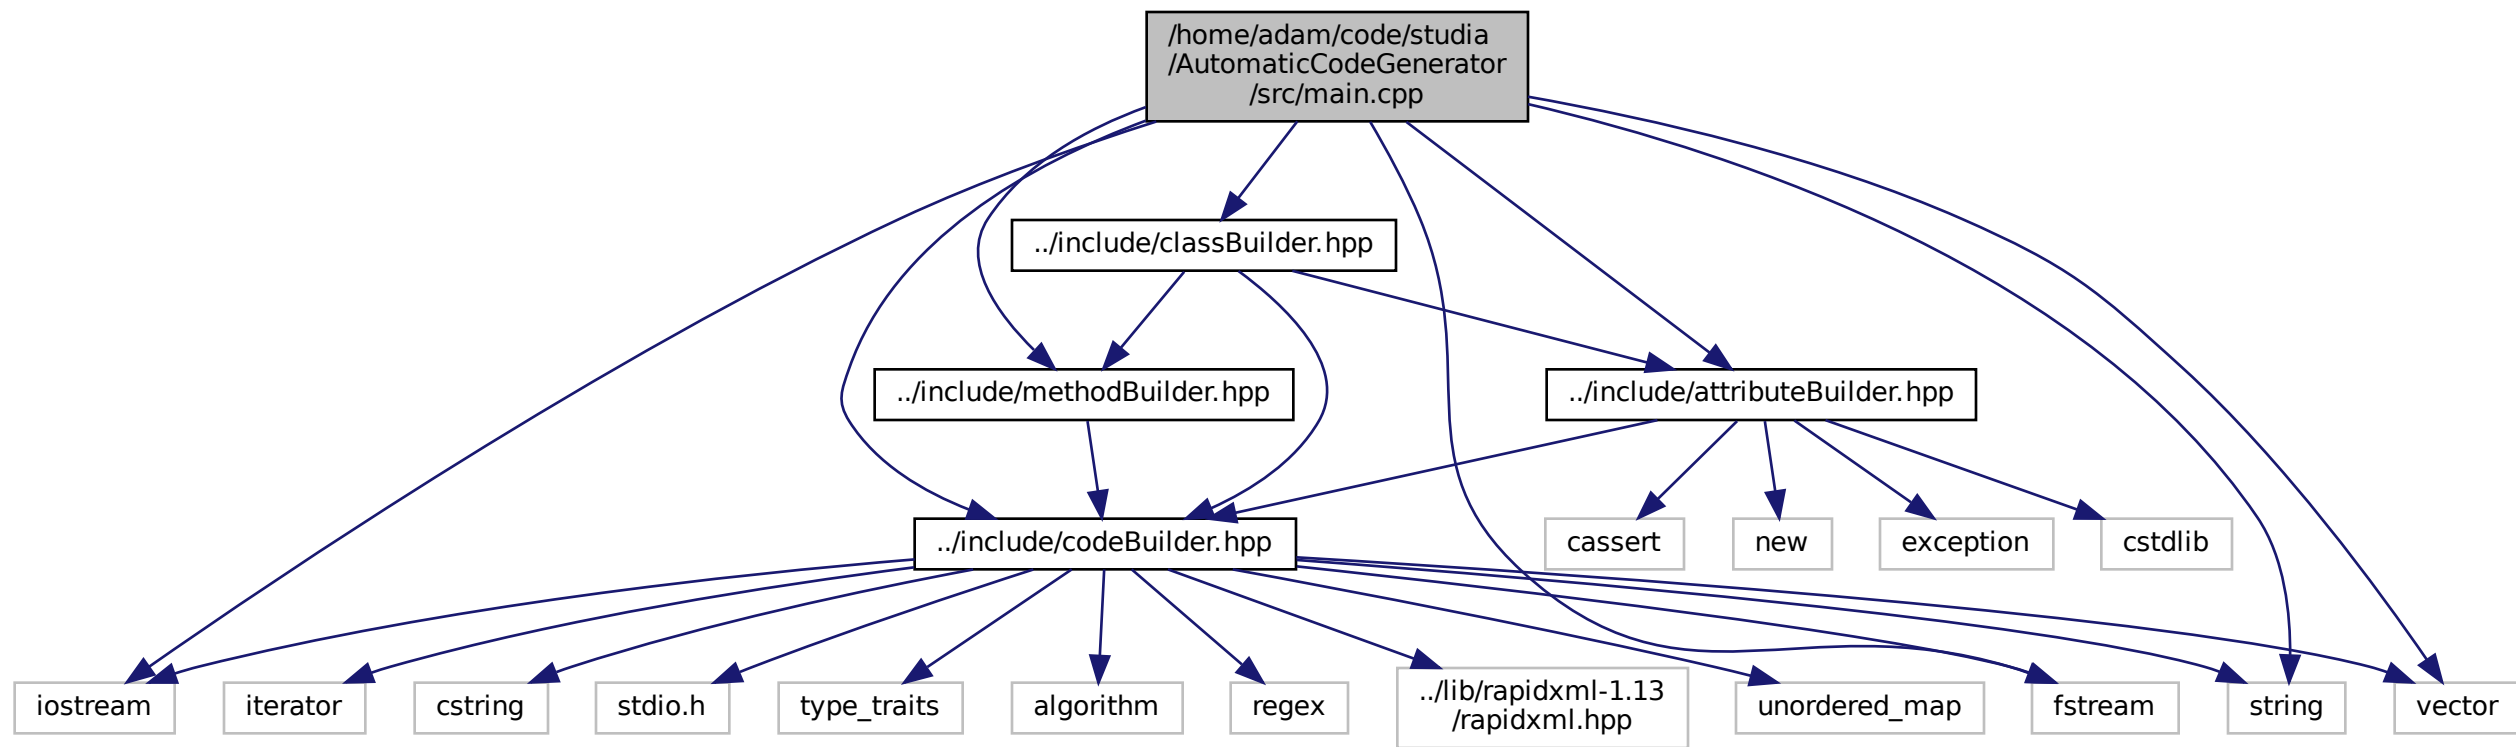 /home/adam/code/studia
/AutomaticCodeGenerator
/src/main.cpp
../include/classBuilder.hpp
../include/methodBuilder.hpp
../include/attributeBuilder.hpp
../include/codeBuilder.hpp
cassert
new
exception
cstdlib
iostream
iterator
cstring
stdio.h
type_traits
algorithm
regex
../lib/rapidxml-1.13
/rapidxml.hpp
unordered_map
fstream
string
vector